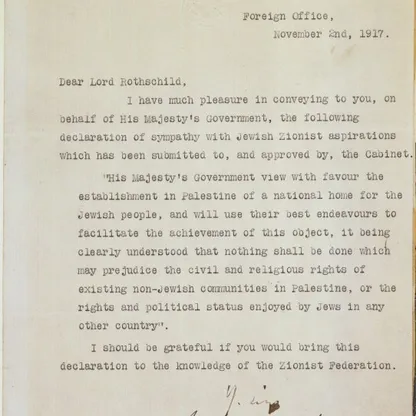 Foreign Office,
November 2nd, 1917.
Dear Lord Rothschild,
I have much pleasure in conveying to you, on
behalf of His Majesty's Government, the following
declaration of sympathy with Jewish Zionist aspirations
which has been submitted to, and approved by, the Cabinet.
"His Majesty's Government view with favour the
establishment in Palestine of a national home for the
Jewish people, and will use their best endeavours to
facilitate the achievement of this object, it being
clearly understood that nothing shall be done which
may prejudice the civil and religious rights of
existing non-Jewish communities in Palestine, or the
rights and political status enjoyed by Jews in any
other country".
I should be grateful if you would bring this
declaration to the knowledge of the Zionist Federation.